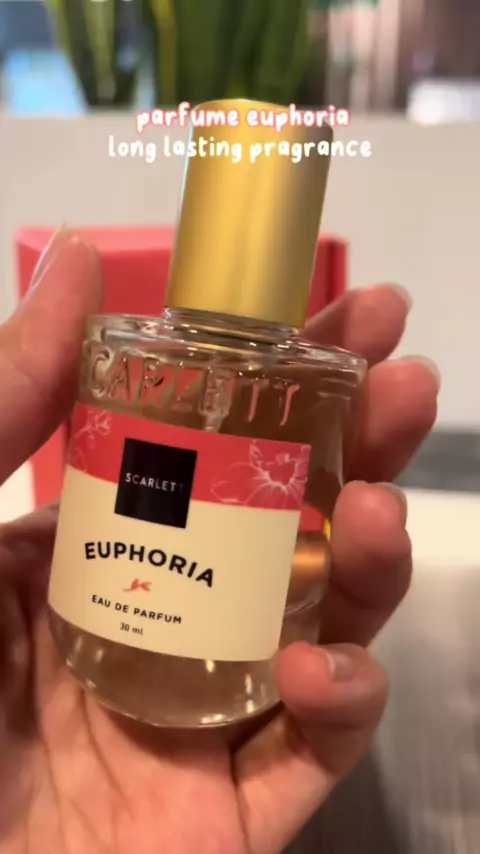 parfume euphoria
long lasting pragrance
SCARLETT
SCARLETT
EUPHORIA
EAU DE PARFUM
30 ml